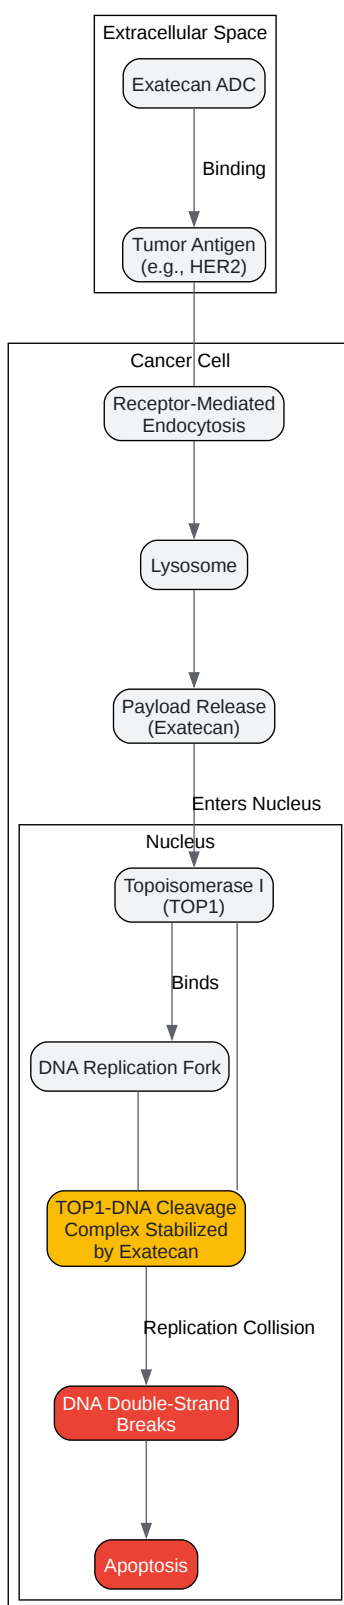 Extracellular Space
Exatecan ADC
Binding
Tumor Antigen
(e.g., HER2)
Cancer Cell
Receptor-Mediated
Endocytosis
Lysosome
Payload Release
(Exatecan)
Enters Nucleus
Nucleus
Topoisomerase I
(TOP1)
Binds
DNA Replication Fork
TOP1-DNA Cleavage
Complex Stabilized
by Exatecan
Replication Collision
DNA Double-Strand
Breaks
Apoptosis